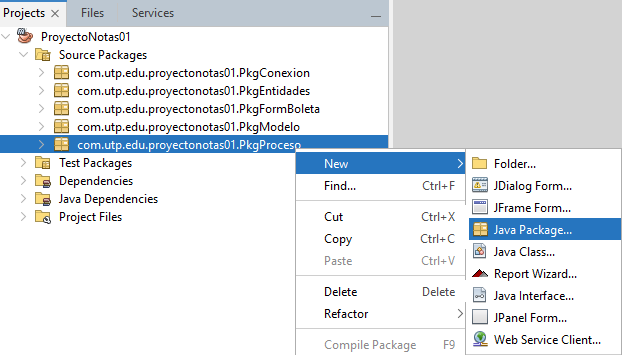 Projects × Files Services
ProyectoNotas01
Source Packages
com.utp.edu.proyectonotas01.PkgConexion
com.utp.edu.proyectonotas01.PkgEntidades
com.utp.edu.proyectonotas01.PkgFormBoleta
com.utp.edu.proyectonotas01.PkgModelo
com.utp.edu.proyectonotas01.PkgProceso
Test Packages
Dependencies
Java Dependencies
Project Files
New
Find... Ctrl+F
Cut Ctrl+X
Copy Ctrl+C
Paste Ctrl+V
Delete Delete
Refactor
Compile Package F9
Folder...
JDialog Form...
JFrame Form...
Java Package...
Java Class...
Report Wizard...
Java Interface...
JPanel Form...
Web Service Client...